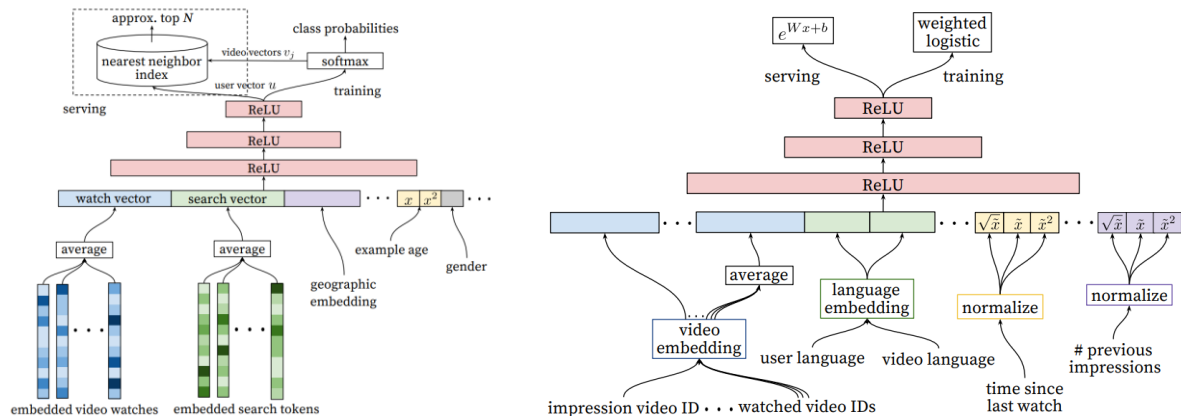 approx. top N
class probabilities
video vectors v_j
nearest neighbor
index
softmax
user vector u
serving
training
ReLU
ReLU
ReLU
watch vector
search vector
x
x²
average
average
example age
gender
geographic
embedding
embedded video watches
embedded search tokens
e^{Wx+b}
weighted
logistic
serving
training
ReLU
ReLU
ReLU
√x̃
x̃
x̃²
√x̃
x̃
x̃²
average
language
embedding
normalize
normalize
video
embedding
user language
video language
# previous
impressions
time since
last watch
impression video ID
watched video IDs